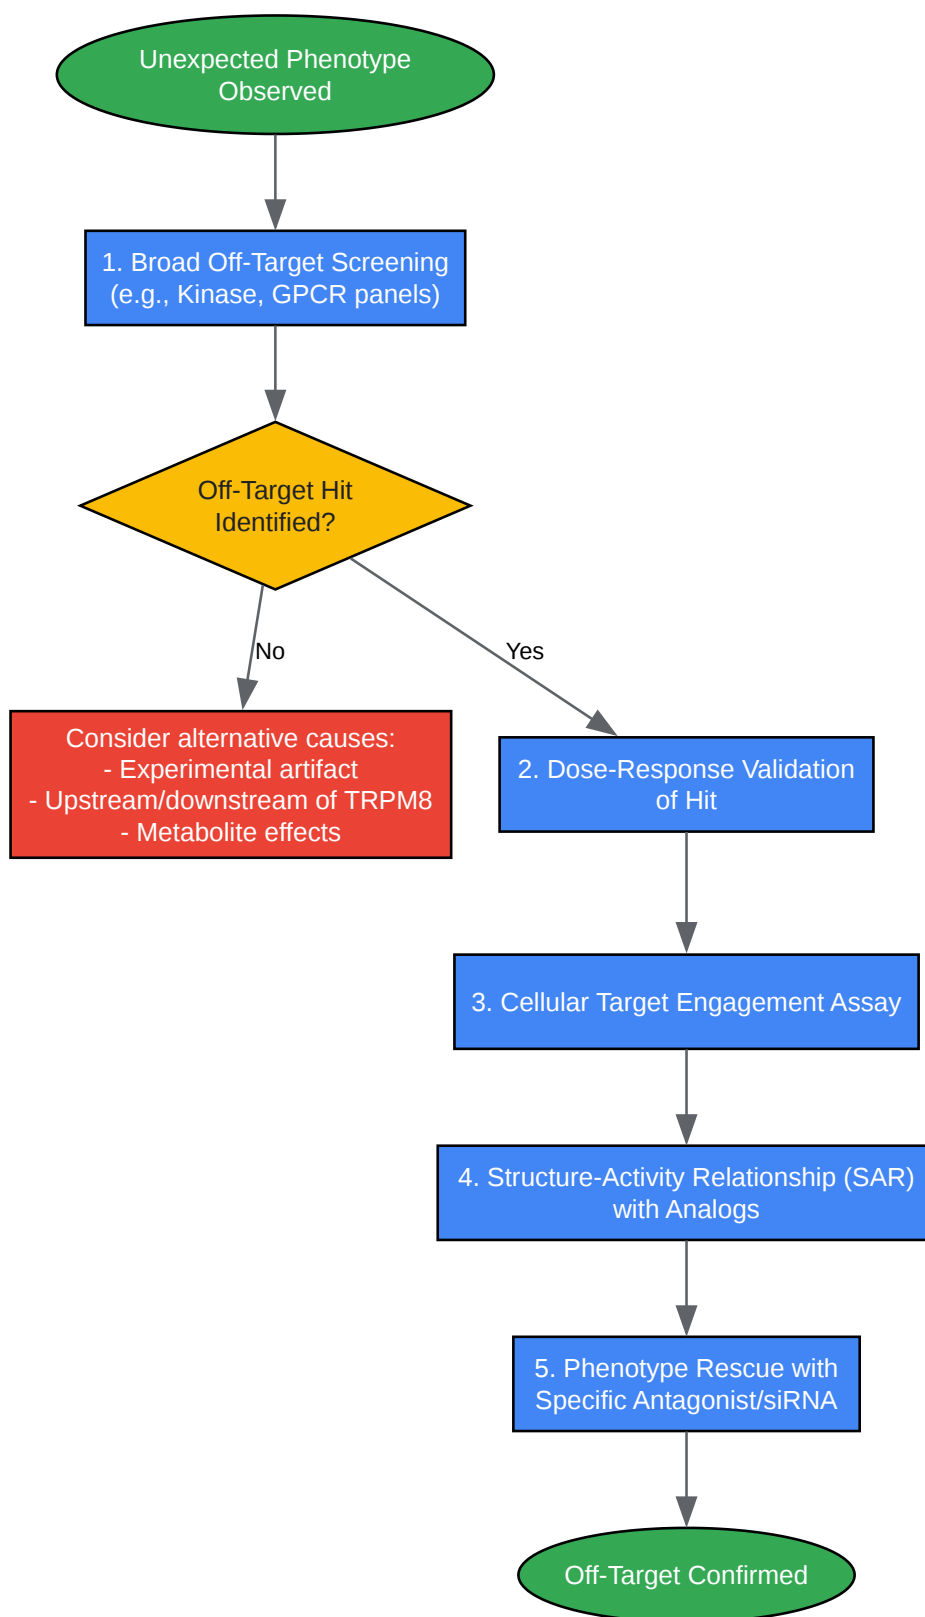 Unexpected Phenotype
Observed
1. Broad Off-Target Screening
(e.g., Kinase, GPCR panels)
Off-Target Hit
Identified?
No
Yes
Consider alternative causes:
- Experimental artifact
- Upstream/downstream of TRPM8
- Metabolite effects
2. Dose-Response Validation
of Hit
3. Cellular Target Engagement Assay
4. Structure-Activity Relationship (SAR)
with Analogs
5. Phenotype Rescue with
Specific Antagonist/siRNA
Off-Target Confirmed